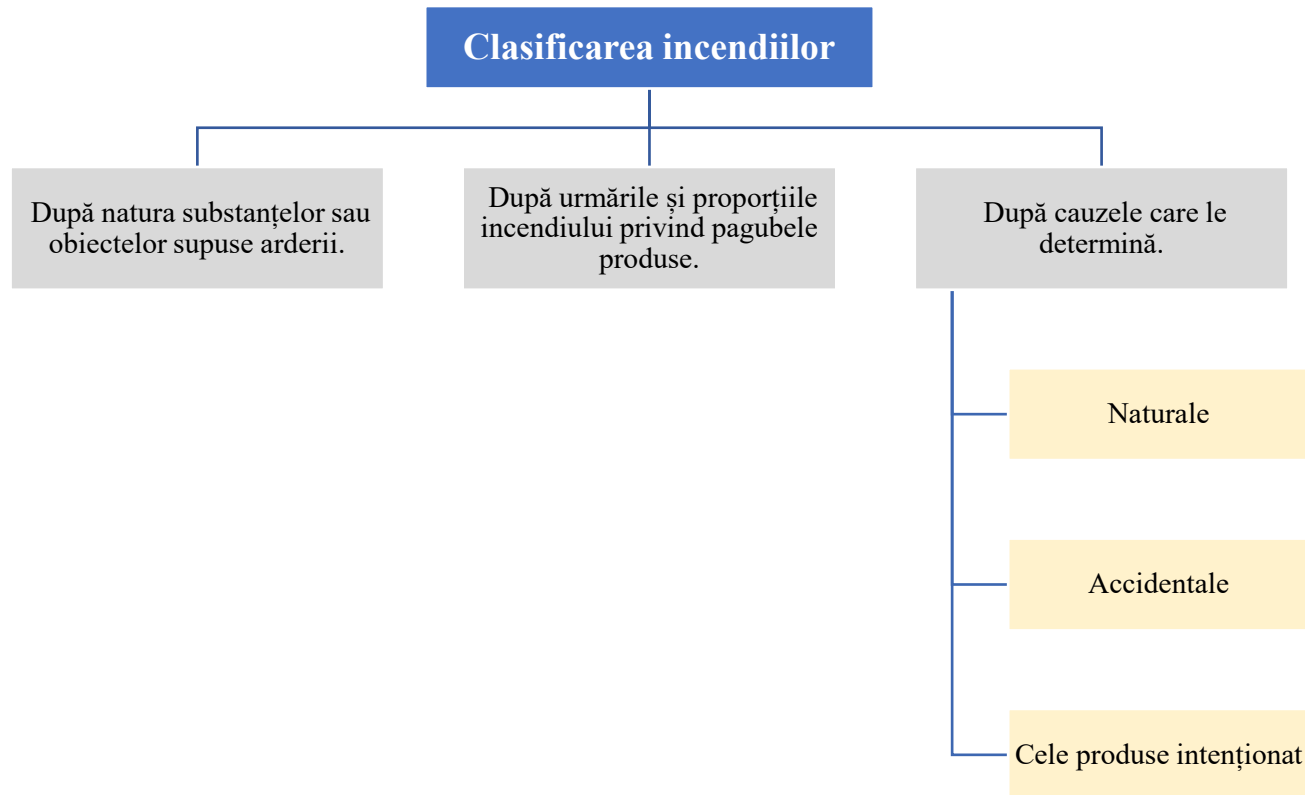 Clasificarea incendiilor
După natura substanțelor sau
obiectelor supuse arderii.
După urmările și proporțiile
incendiului privind pagubele
produse.
După cauzele care le
determină.
Naturale
Accidentale
Cele produse intenționat